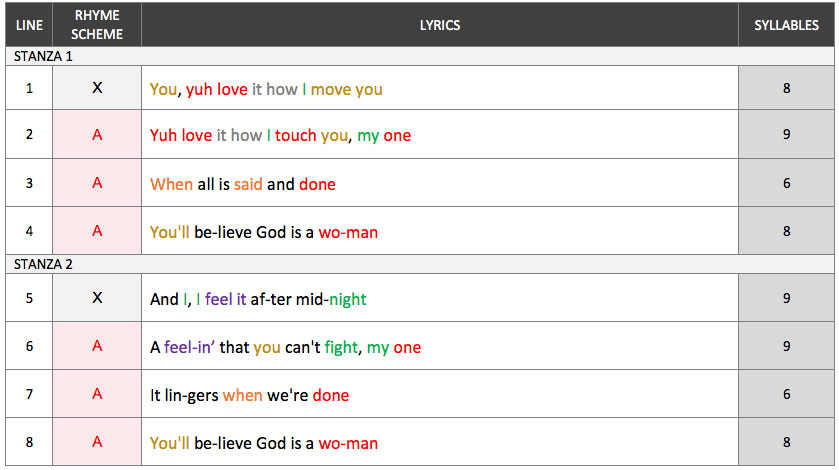 LINE RHYME SCHEME LYRICS SYLLABLES
STANZA 1
1 X You, yuh love it how I move you 8
2 A Yuh love it how I touch you, my one 9
3 A When all is said and done 6
4 A You'll be-lieve God is a wo-man 8
STANZA 2
5 X And I, I feel it af-ter mid-night 9
6 A A feel-in’ that you can't fight, my one 9
7 A It lin-gers when we're done 6
8 A You'll be-lieve God is a wo-man 8